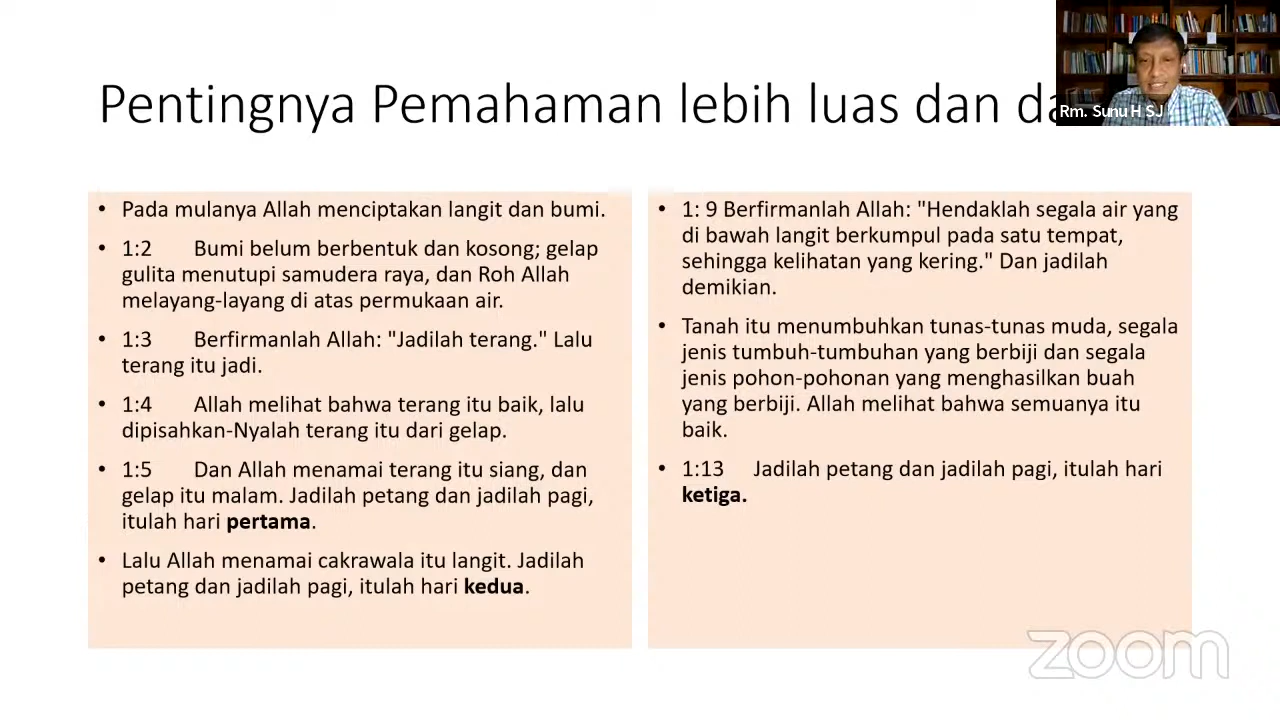 Pentingnya Pemahaman lebih luas dan
Rm. Sunu H SJ
• Pada mulanya Allah menciptakan langit dan bumi.
• 1:2 Bumi belum berbentuk dan kosong; gelap
gulita menutupi samudera raya, dan Roh Allah
melayang-layang di atas permukaan air.
• 1:3 Berfirmanlah Allah: "Jadilah terang." Lalu
terang itu jadi.
• 1:4 Allah melihat bahwa terang itu baik, lalu
dipisahkan-Nyalah terang itu dari gelap.
• 1:5 Dan Allah menamai terang itu siang, dan
gelap itu malam. Jadilah petang dan jadilah pagi,
itulah hari pertama.
• Lalu Allah menamai cakrawala itu langit. Jadilah
petang dan jadilah pagi, itulah hari kedua.
• 1: 9 Berfirmanlah Allah: "Hendaklah segala air yang
di bawah langit berkumpul pada satu tempat,
sehingga kelihatan yang kering." Dan jadilah
demikian.
• Tanah itu menumbuhkan tunas-tunas muda, segala
jenis tumbuh-tumbuhan yang berbiji dan segala
jenis pohon-pohonan yang menghasilkan buah
yang berbiji. Allah melihat bahwa semuanya itu
baik.
• 1:13 Jadilah petang dan jadilah pagi, itulah hari
ketiga.
zoom